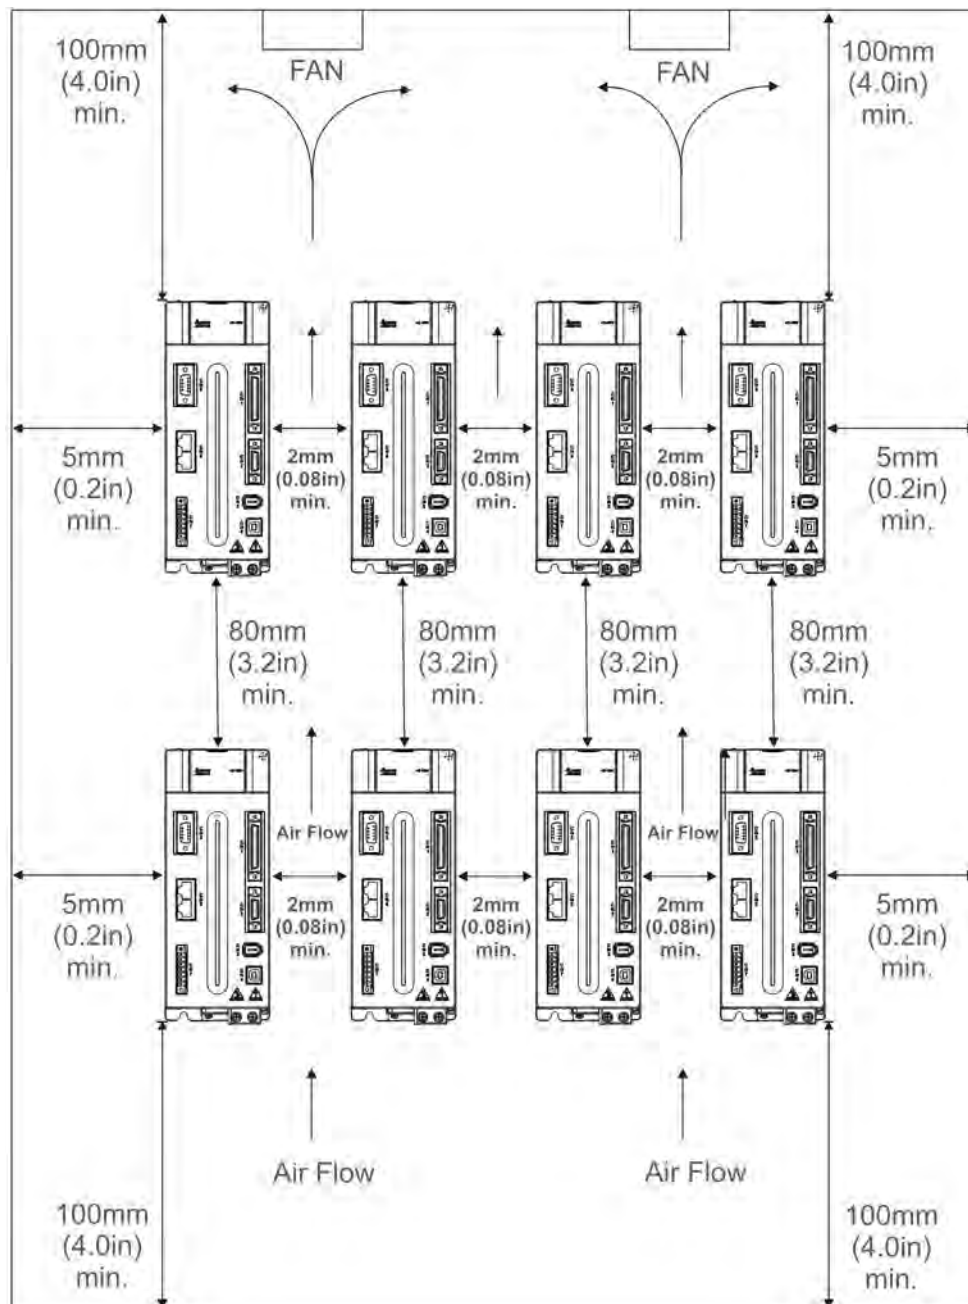 100mm
(4.0in)
min.
FAN
FAN
100mm
(4.0in)
min.
5mm
(0.2in)
min.
2mm
(0.08in)
min.
2mm
(0.08in)
min.
2mm
(0.08in)
min.
5mm
(0.2in)
min.
80mm
(3.2in)
min.
80mm
(3.2in)
min.
80mm
(3.2in)
min.
80mm
(3.2in)
min.
Air Flow
Air Flow
5mm
(0.2in)
min.
2mm
(0.08in)
min.
2mm
(0.08in)
min.
2mm
(0.08in)
min.
5mm
(0.2in)
min.
Air Flow
Air Flow
100mm
(4.0in)
min.
100mm
(4.0in)
min.